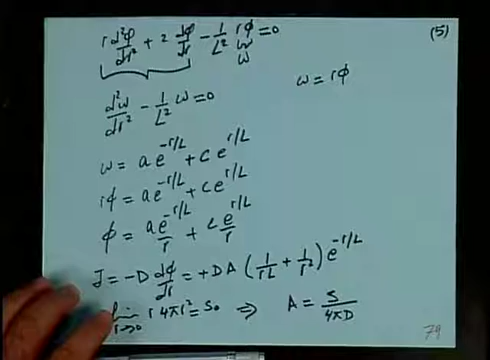 r d²φ/dr² + 2 dφ/dr − 1/L² rφ = 0
(5)
w
w
w = rφ
d²w/dr² − 1/L² w = 0
w = a e^{-r/L} + c e^{r/L}
rφ = a e^{-r/L} + c e^{r/L}
φ = a e^{-r/L}/r + c e^{r/L}/r
J = −D dφ/dr = +DA (1/rL + 1/r²) e^{-r/L}
r→0 4πr² = S₀ ⇒ A = S/4πD
79